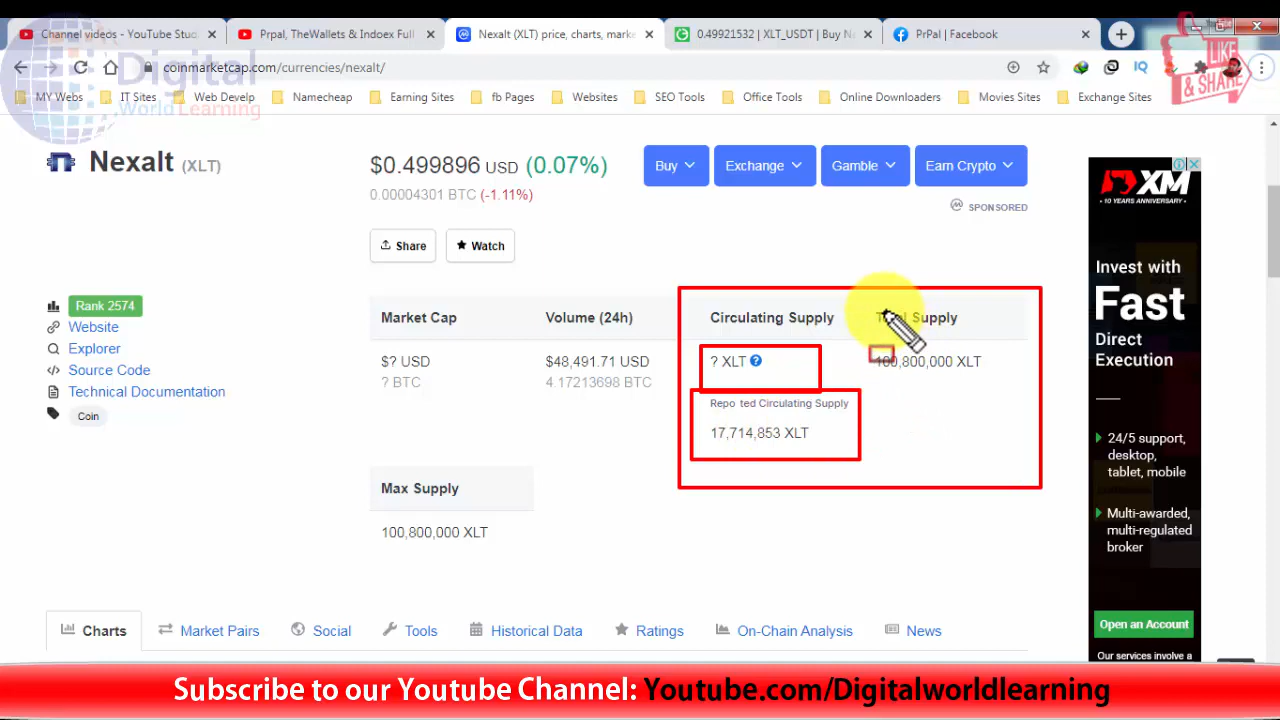 Channel videos - YouTube Stud
Prpal, TheWallets & Indoex Ful
Nexalt (XLT) price, charts, marke
0.49921532 | XLT_USDT | Buy N
PrPal | Facebook
coinmarketcap.com/currencies/nexalt/
Digital
World Learning
LIKE
& SHARE
MY Webs
IT Sites
Web Develp
Namecheap
Earning Sites
fb Pages
Websites
SEO Tools
Office Tools
Online Downloaders
Movies Sites
Exchange Sites
Nexalt (XLT)
$0.499896 USD (0.07%)
0.00004301 BTC (-1.11%)
Buy
Exchange
Gamble
Earn Crypto
SPONSORED
Share
Watch
Rank 2574
Website
Explorer
Source Code
Technical Documentation
Coin
Market Cap
Volume (24h)
Circulating Supply
Supply
$? USD
$48,491.71 USD
? XLT
100,800,000 XLT
? BTC
4.17213698 BTC
Repo ted Circulating Supply
17,714,853 XLT
Max Supply
100,800,000 XLT
XM
10 YEARS ANNIVERSARY
Invest with
Fast
Direct
Execution
24/5 support,
desktop,
tablet, mobile
Multi-awarded,
multi-regulated
broker
Open an Account
Our services involve a
Charts
Market Pairs
Social
Tools
Historical Data
Ratings
On-Chain Analysis
News
Subscribe to our Youtube Channel: Youtube.com/Digitalworldlearning